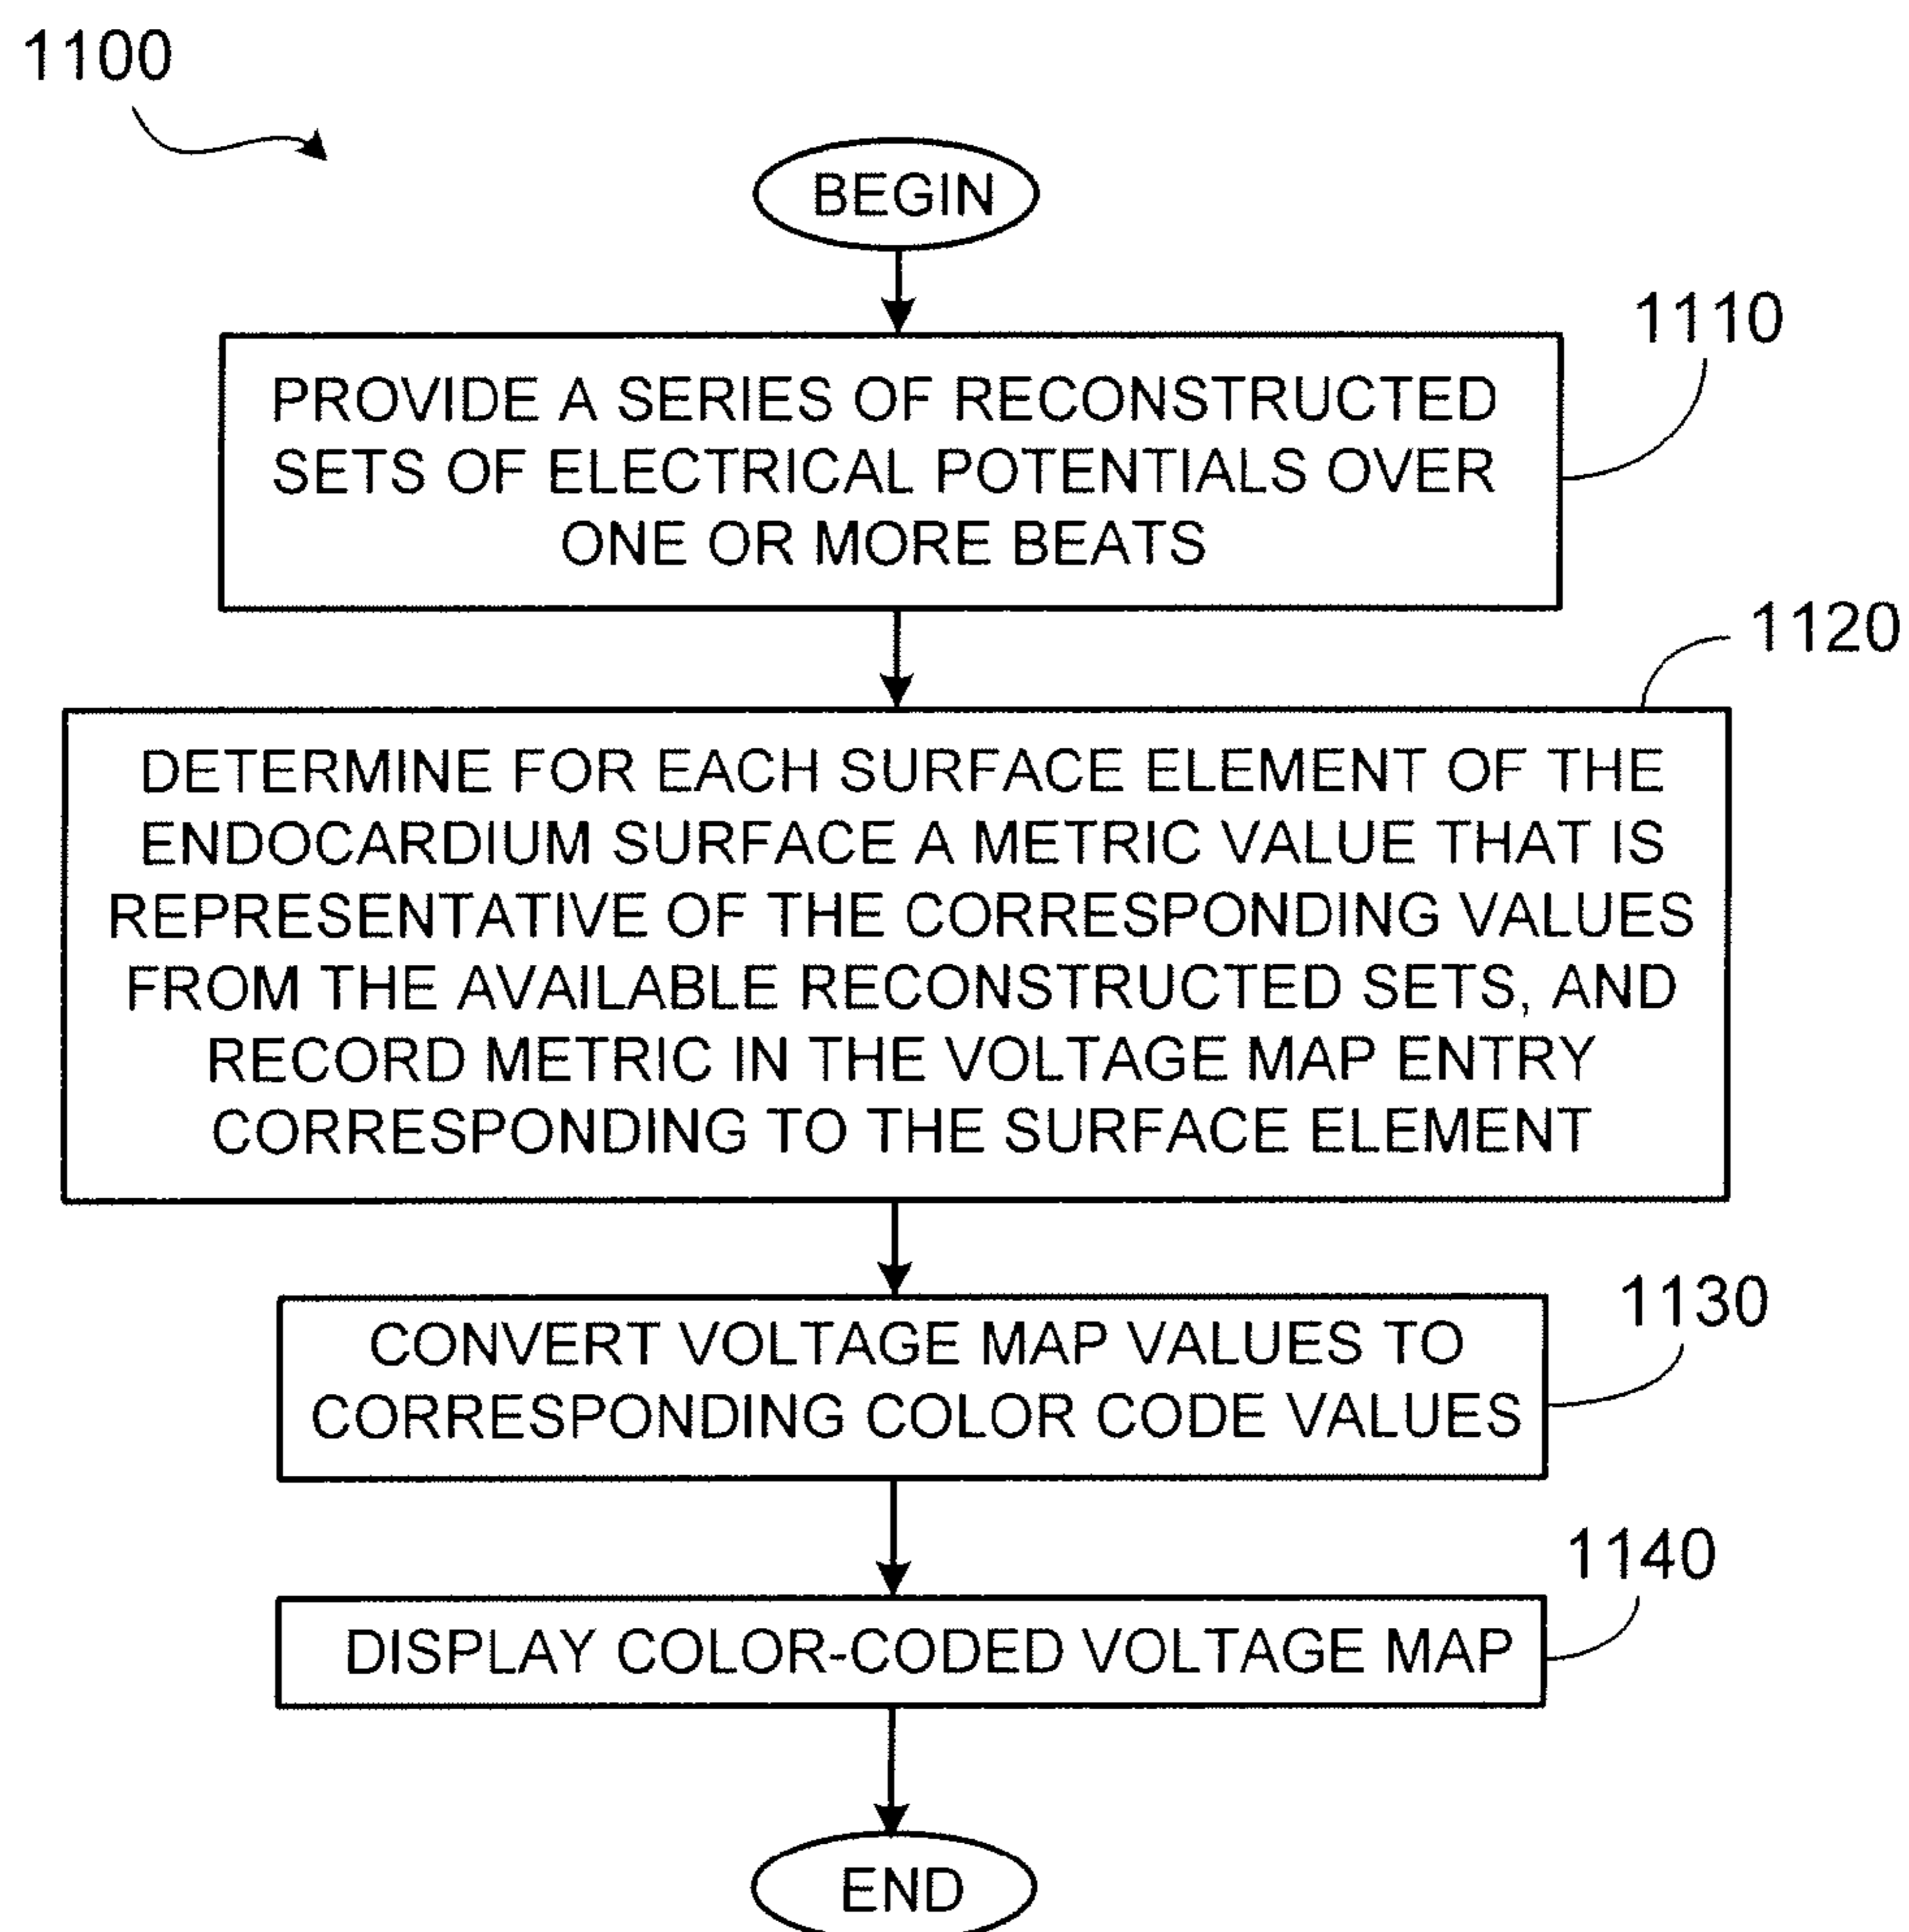 1100
BEGIN
1110
PROVIDE A SERIES OF RECONSTRUCTED
SETS OF ELECTRICAL POTENTIALS OVER
ONE OR MORE BEATS
1120
DETERMINE FOR EACH SURFACE ELEMENT OF THE
ENDOCARDIUM SURFACE A METRIC VALUE THAT IS
REPRESENTATIVE OF THE CORRESPONDING VALUES
FROM THE AVAILABLE RECONSTRUCTED SETS, AND
RECORD METRIC IN THE VOLTAGE MAP ENTRY
CORRESPONDING TO THE SURFACE ELEMENT
1130
CONVERT VOLTAGE MAP VALUES TO
CORRESPONDING COLOR CODE VALUES
1140
DISPLAY COLOR-CODED VOLTAGE MAP
END